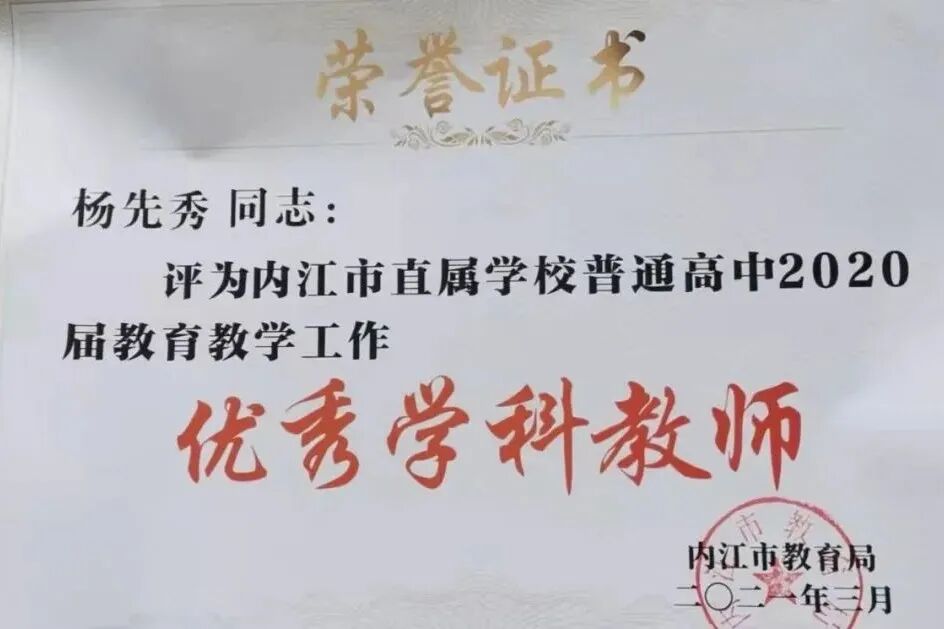 荣誉证书
杨先秀 同志：
评为内江市直属学校普通高中2020
届教育教学工作
优秀学科教师
内江市教育局
二〇二一年三月